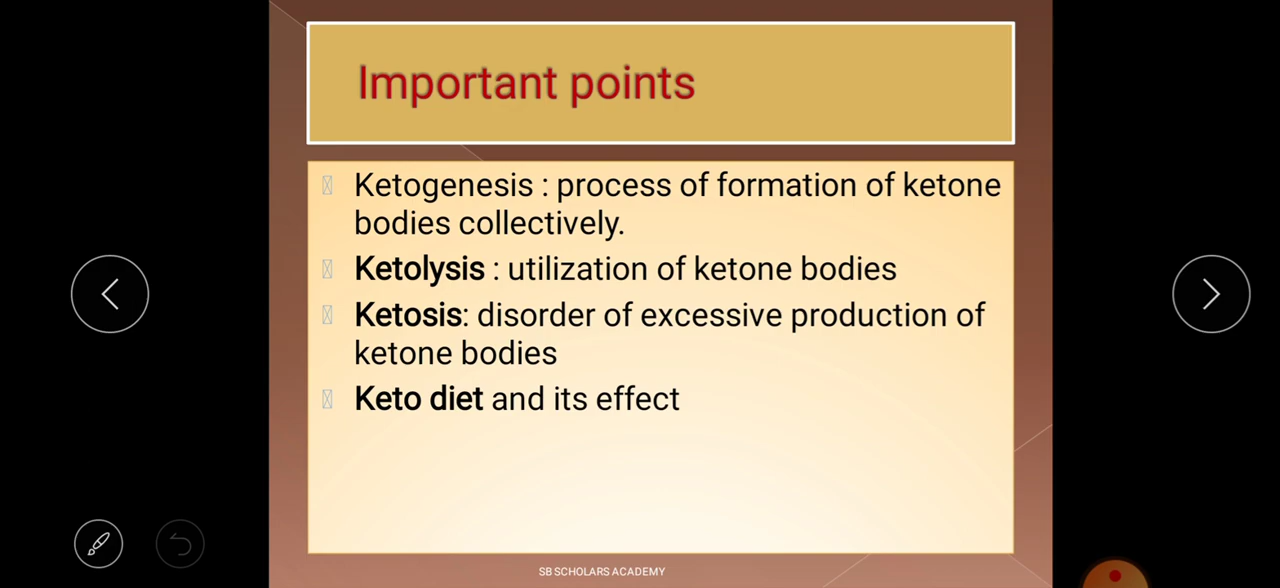 Important points
Ketogenesis : process of formation of ketone
bodies collectively.
Ketolysis : utilization of ketone bodies
Ketosis: disorder of excessive production of
ketone bodies
Keto diet and its effect
SB SCHOLARS ACADEMY